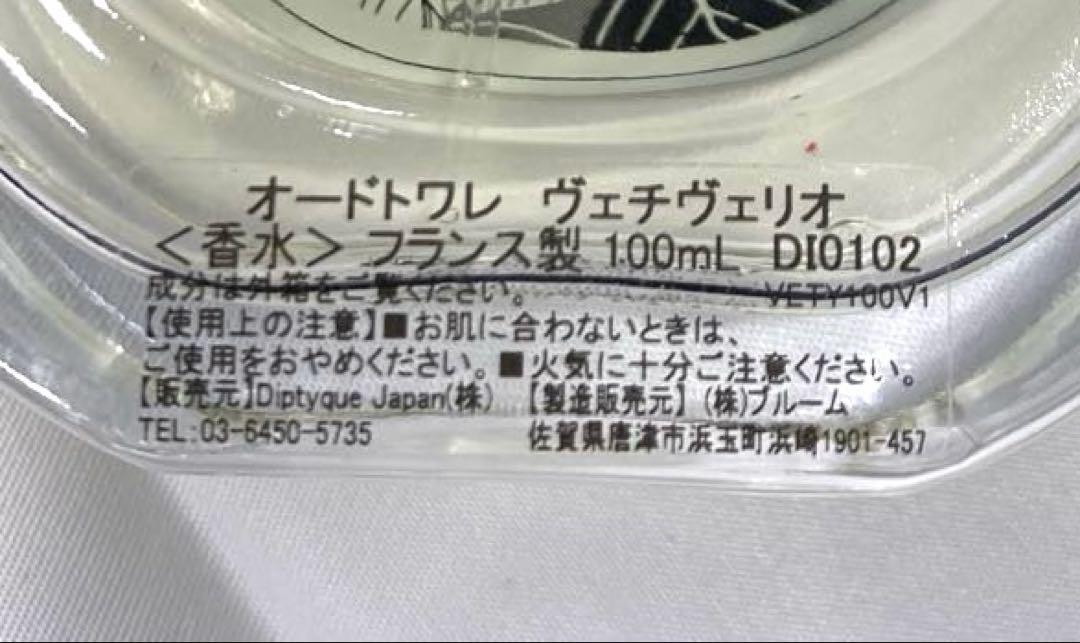 オードトワレ　ヴェチヴェリオ
＜香水＞フランス製 100mL DI0102
成分は外箱をご覧ください。 VETY100V1
【使用上の注意】■お肌に合わないときは、
ご使用をおやめください。■火気に十分ご注意ください。
【販売元】Diptyque Japan(株) 【製造販売元】(株)ブルーム
TEL:03-6450-5735 佐賀県唐津市浜玉町浜崎1901-457